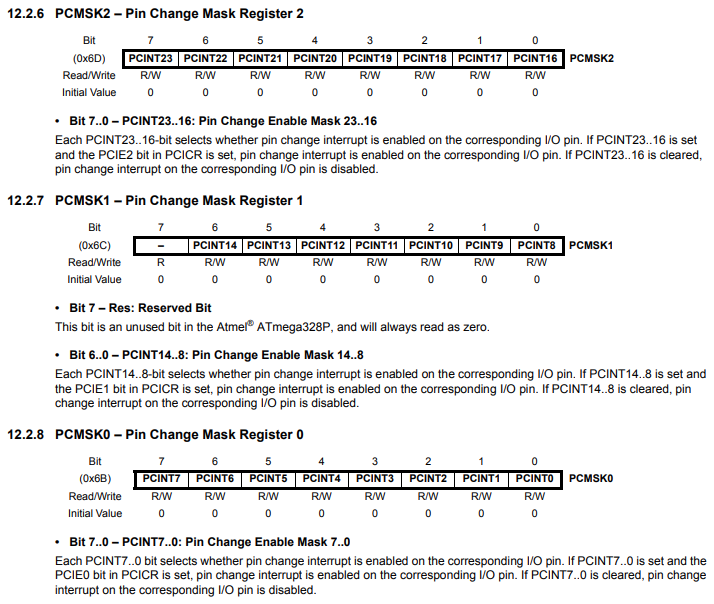 12.2.6 PCMSK2 – Pin Change Mask Register 2
Bit 7 6 5 4 3 2 1 0
(0x6D) PCINT23 PCINT22 PCINT21 PCINT20 PCINT19 PCINT18 PCINT17 PCINT16 PCMSK2
Read/Write R/W R/W R/W R/W R/W R/W R/W R/W
Initial Value 0 0 0 0 0 0 0 0
• Bit 7..0 – PCINT23..16: Pin Change Enable Mask 23..16
Each PCINT23..16-bit selects whether pin change interrupt is enabled on the corresponding I/O pin. If PCINT23..16 is set
and the PCIE2 bit in PCICR is set, pin change interrupt is enabled on the corresponding I/O pin. If PCINT23..16 is cleared,
pin change interrupt on the corresponding I/O pin is disabled.
12.2.7 PCMSK1 – Pin Change Mask Register 1
Bit 7 6 5 4 3 2 1 0
(0x6C) – PCINT14 PCINT13 PCINT12 PCINT11 PCINT10 PCINT9 PCINT8 PCMSK1
Read/Write R R/W R/W R/W R/W R/W R/W R/W
Initial Value 0 0 0 0 0 0 0 0
• Bit 7 – Res: Reserved Bit
This bit is an unused bit in the Atmel® ATmega328P, and will always read as zero.
• Bit 6..0 – PCINT14..8: Pin Change Enable Mask 14..8
Each PCINT14..8-bit selects whether pin change interrupt is enabled on the corresponding I/O pin. If PCINT14..8 is set and
the PCIE1 bit in PCICR is set, pin change interrupt is enabled on the corresponding I/O pin. If PCINT14..8 is cleared, pin
change interrupt on the corresponding I/O pin is disabled.
12.2.8 PCMSK0 – Pin Change Mask Register 0
Bit 7 6 5 4 3 2 1 0
(0x6B) PCINT7 PCINT6 PCINT5 PCINT4 PCINT3 PCINT2 PCINT1 PCINT0 PCMSK0
Read/Write R/W R/W R/W R/W R/W R/W R/W R/W
Initial Value 0 0 0 0 0 0 0 0
• Bit 7..0 – PCINT7..0: Pin Change Enable Mask 7..0
Each PCINT7..0 bit selects whether pin change interrupt is enabled on the corresponding I/O pin. If PCINT7..0 is set and the
PCIE0 bit in PCICR is set, pin change interrupt is enabled on the corresponding I/O pin. If PCINT7..0 is cleared, pin change
interrupt on the corresponding I/O pin is disabled.